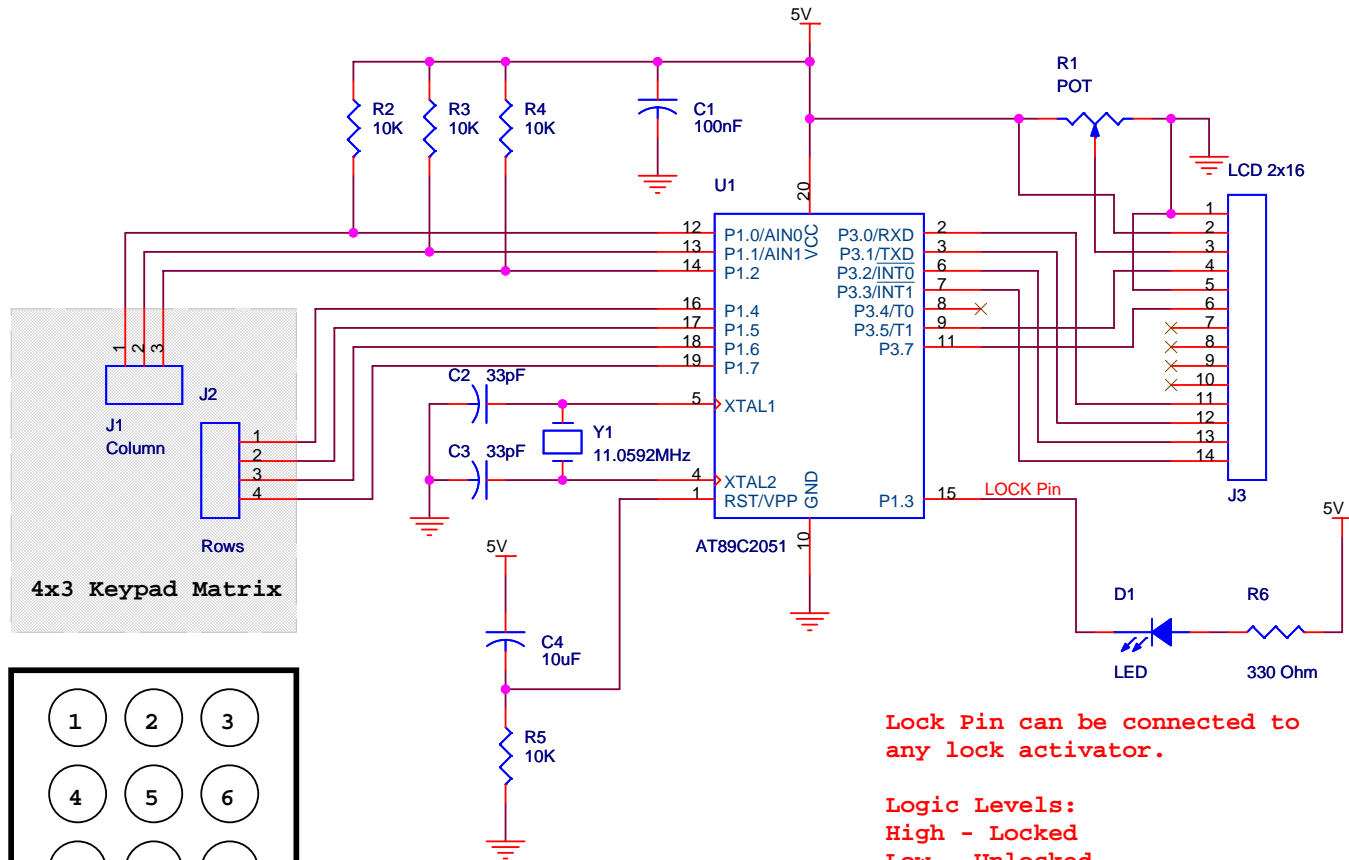 5V
R1
POT
R2
10K
R3
10K
R4
10K
C1
100nF
LCD 2x16
U1
20
12
13
14
16
17
18
19
5
4
1
P1.0/AIN0
P1.1/AIN1
P1.2
P1.4
P1.5
P1.6
P1.7
XTAL1
XTAL2
RST/VPP
VCC
GND
P3.0/RXD
P3.1/TXD
P3.2/INT0
P3.3/INT1
P3.4/T0
P3.5/T1
P3.7
P1.3
2
3
6
7
8
9
11
15
LOCK Pin
10
AT89C2051
1
2
3
4
5
6
7
8
9
10
11
12
13
14
J3
1
2
3
J2
J1
Column
1
2
3
4
Rows
4x3 Keypad Matrix
C2 33pF
C3 33pF
Y1
11.0592MHz
5V
C4
10uF
R5
10K
5V
D1
LED
R6
330 Ohm
1 2 3
4 5 6
Lock Pin can be connected to
any lock activator.
Logic Levels:
High - Locked
Low - Unlocked